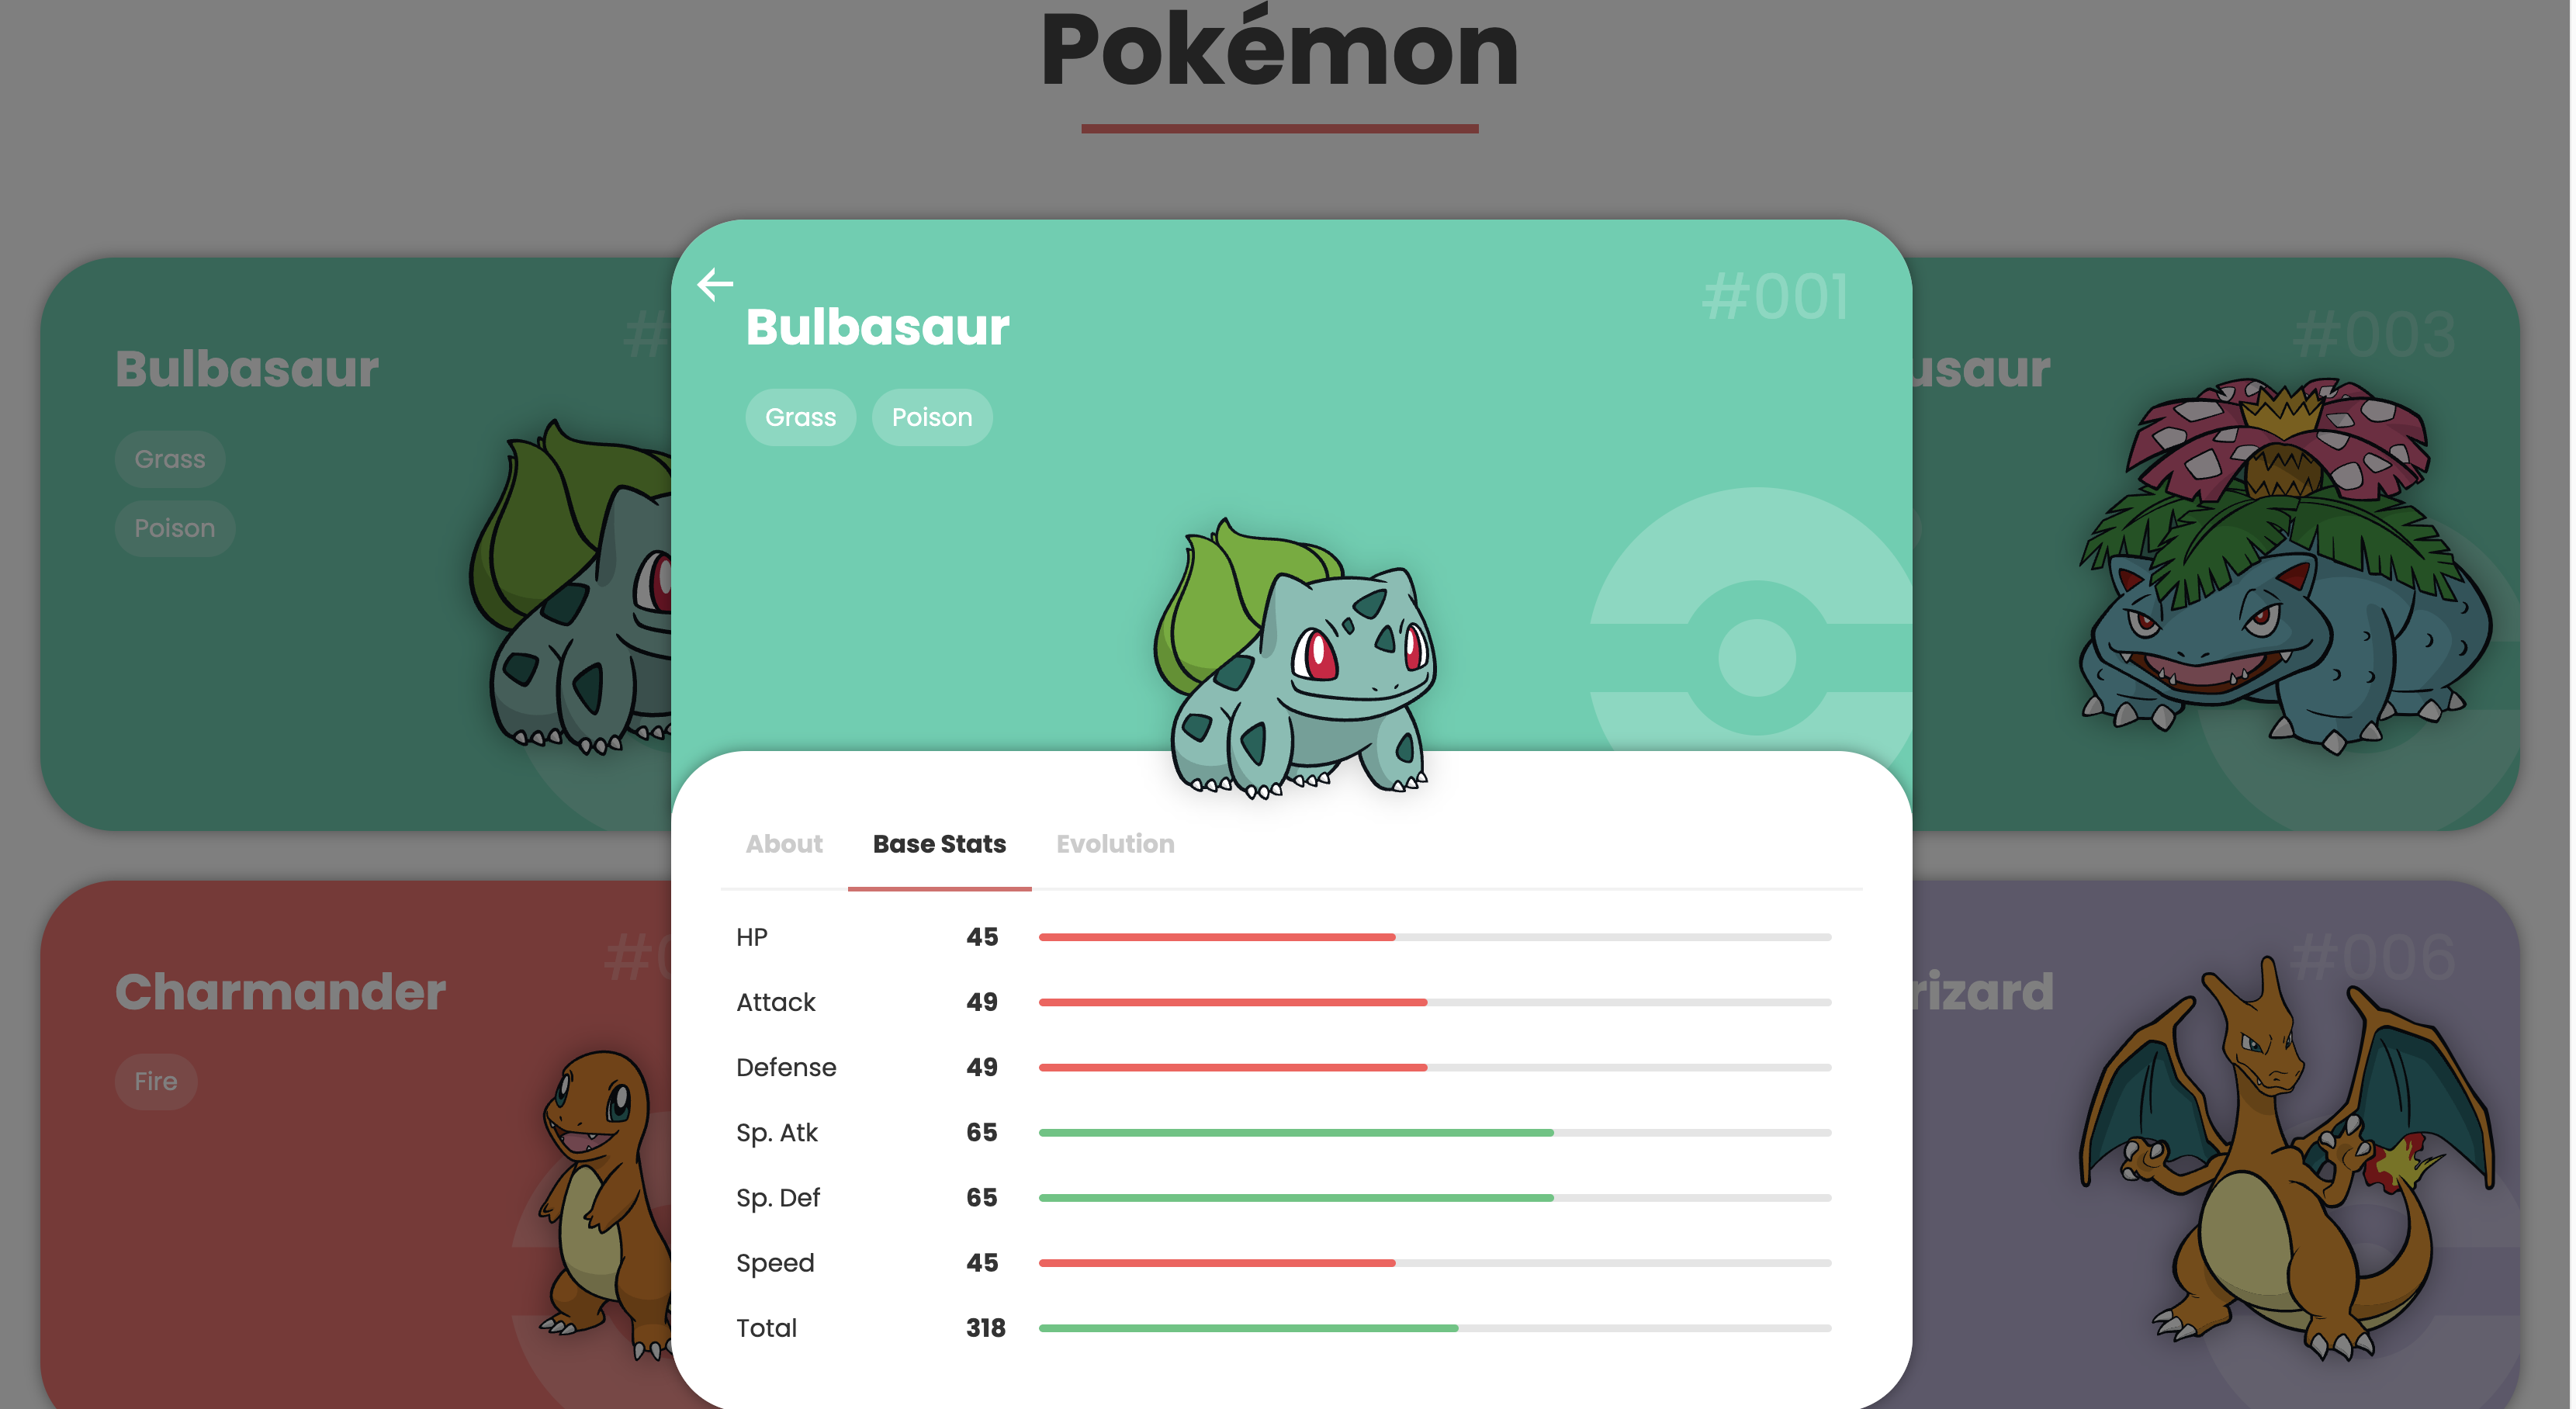 Pokémon
Bulbasaur
Grass
Poison
#
#001
Bulbasaur
Grass Poison
#003
usaur
About Base Stats Evolution
HP 45
Attack 49
Defense 49
Sp. Atk 65
Sp. Def 65
Speed 45
Total 318
Charmander
Fire
#0
#006
rizard